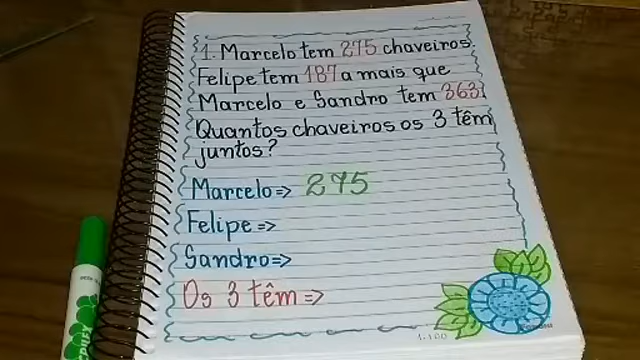 1. Marcelo tem 275 chaveiros.
Felipe tem 187 a mais que
Marcelo e Sandro tem 363.
Quantos chaveiros os 3 têm
juntos?
Marcelo=> 275
Felipe=>
Sandro=>
Os 3 têm =>